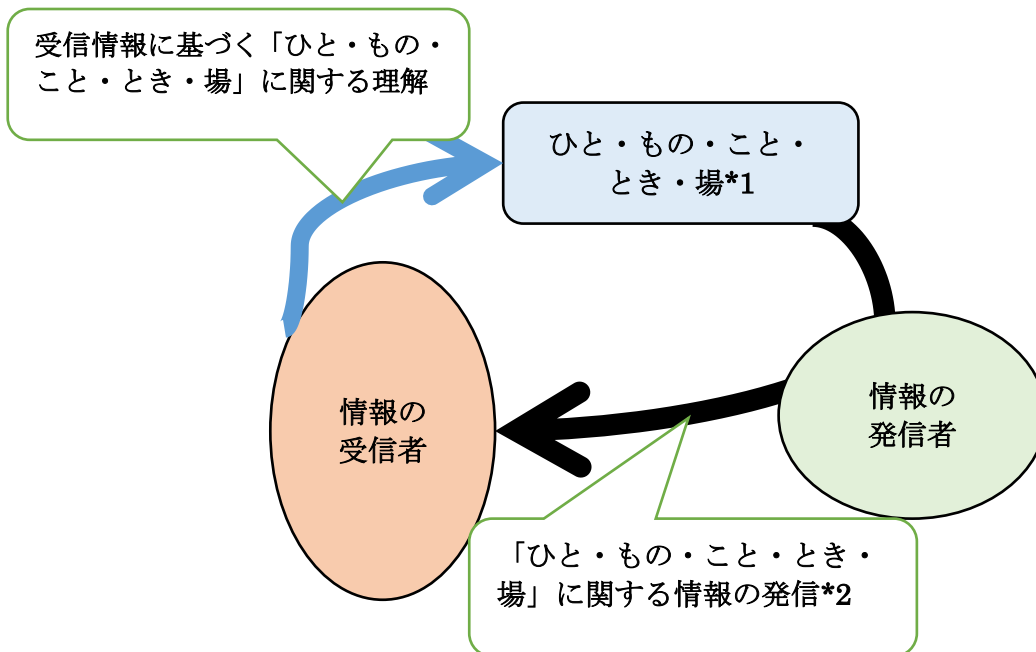 受信情報に基づく「ひと・もの・
こと・とき・場」に関する理解
ひと・もの・こと・
とき・場*1
情報の
受信者
情報の
発信者
「ひと・もの・こと・とき・
場」に関する情報の発信*2